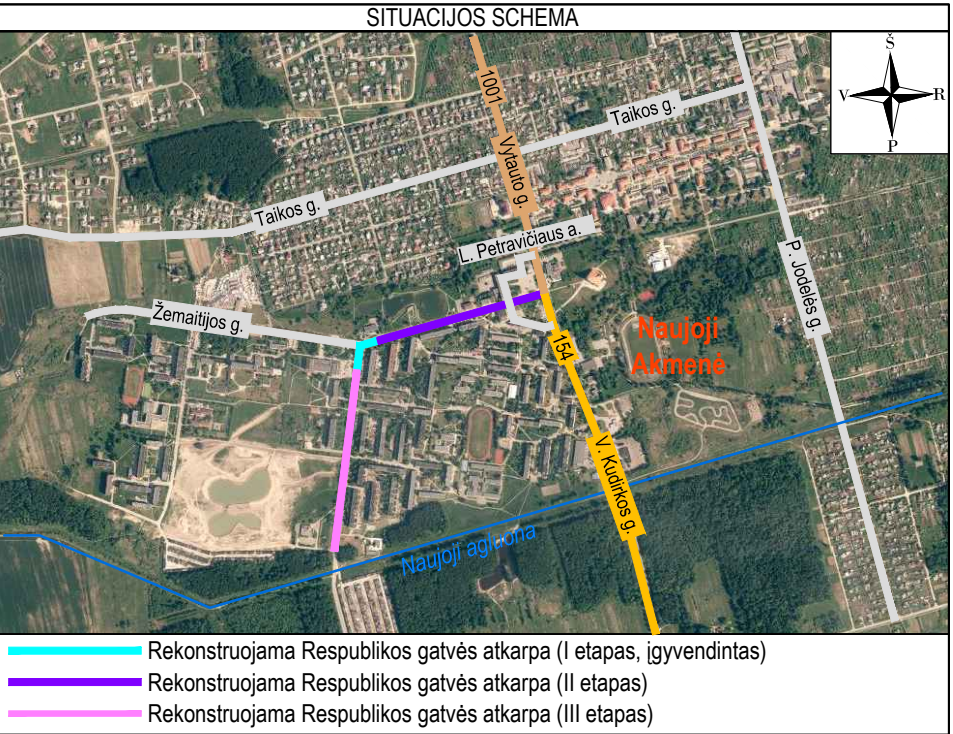 SITUACIJOS SCHEMA
Š
V
R
P
1001
Vytauto g.
Taikos g.
Taikos g.
L. Petravičiaus a.
P. Jodelės g.
Žemaitijos g.
154
Naujoji
Akmenė
V. Kudirkos g.
Naujoji agluona
Rekonstruojama Respublikos gatvės atkarpa (I etapas, įgyvendintas)
Rekonstruojama Respublikos gatvės atkarpa (II etapas)
Rekonstruojama Respublikos gatvės atkarpa (III etapas)